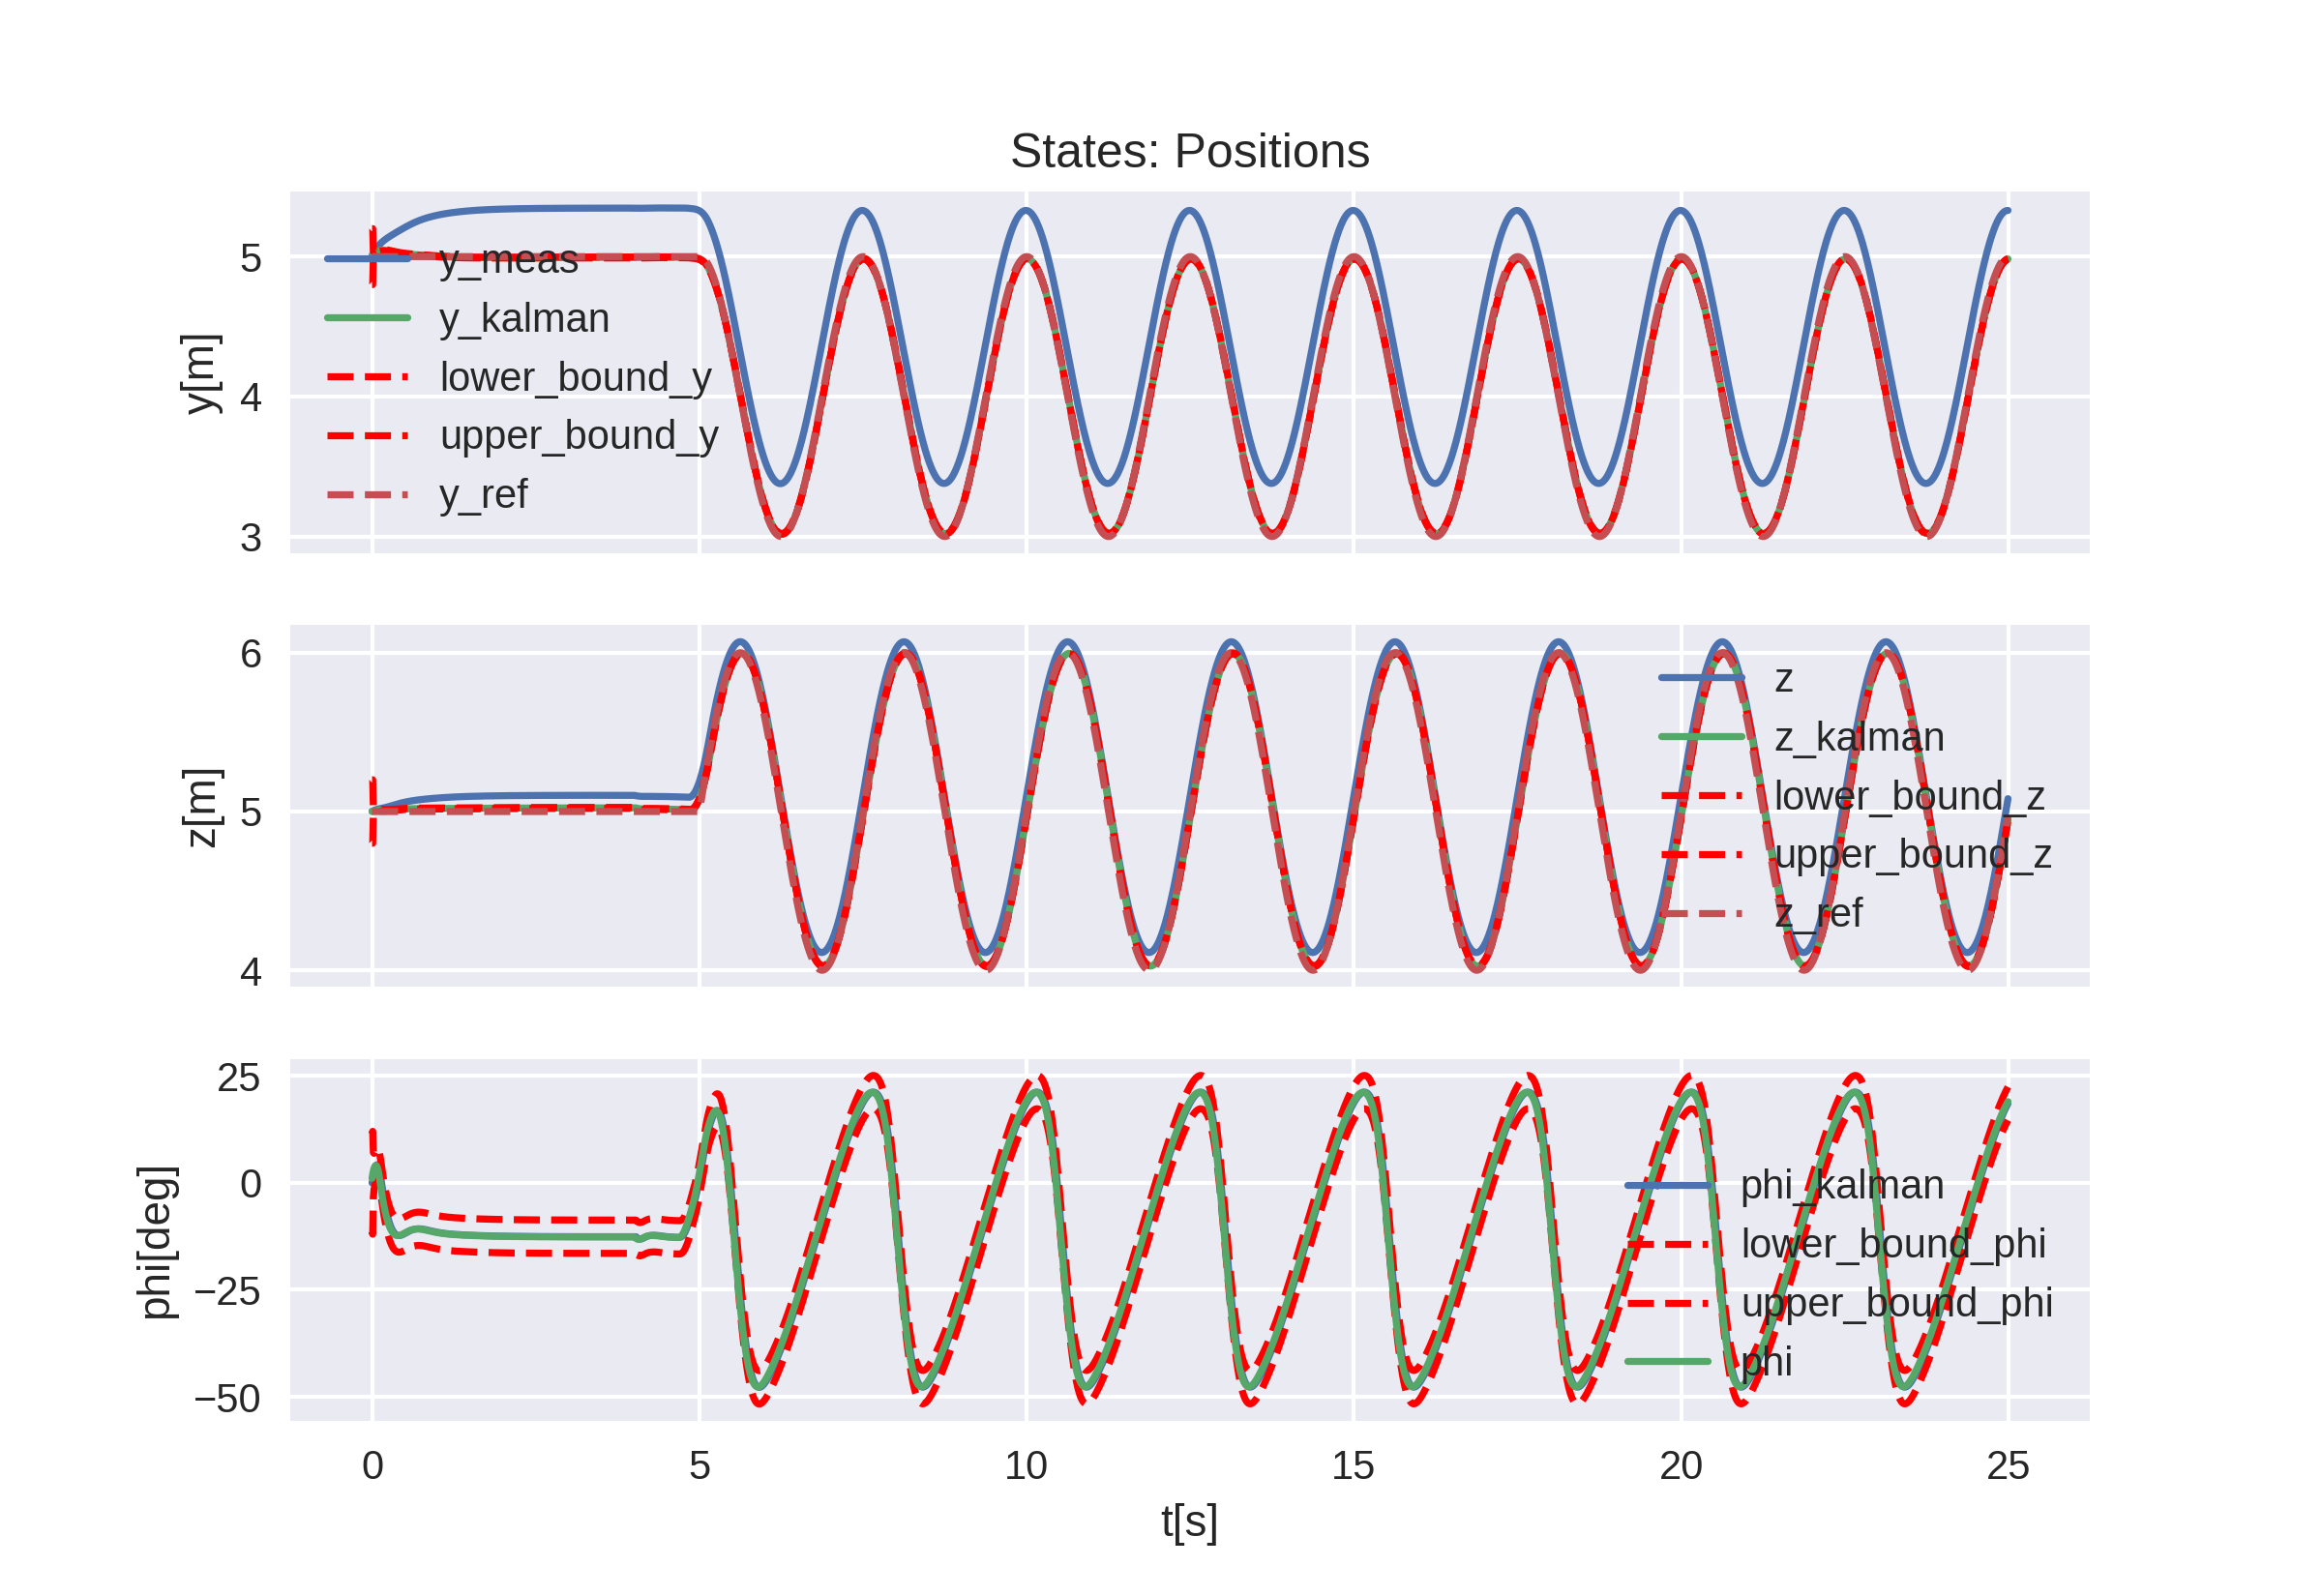 States: Positions
y[m]
5
4
3
y_meas
y_kalman
lower_bound_y
upper_bound_y
y_ref
z[m]
6
5
4
z
z_kalman
lower_bound_z
upper_bound_z
z_ref
phi[deg]
25
0
−25
−50
phi_kalman
lower_bound_phi
upper_bound_phi
phi
0 5 10 15 20 25
t[s]